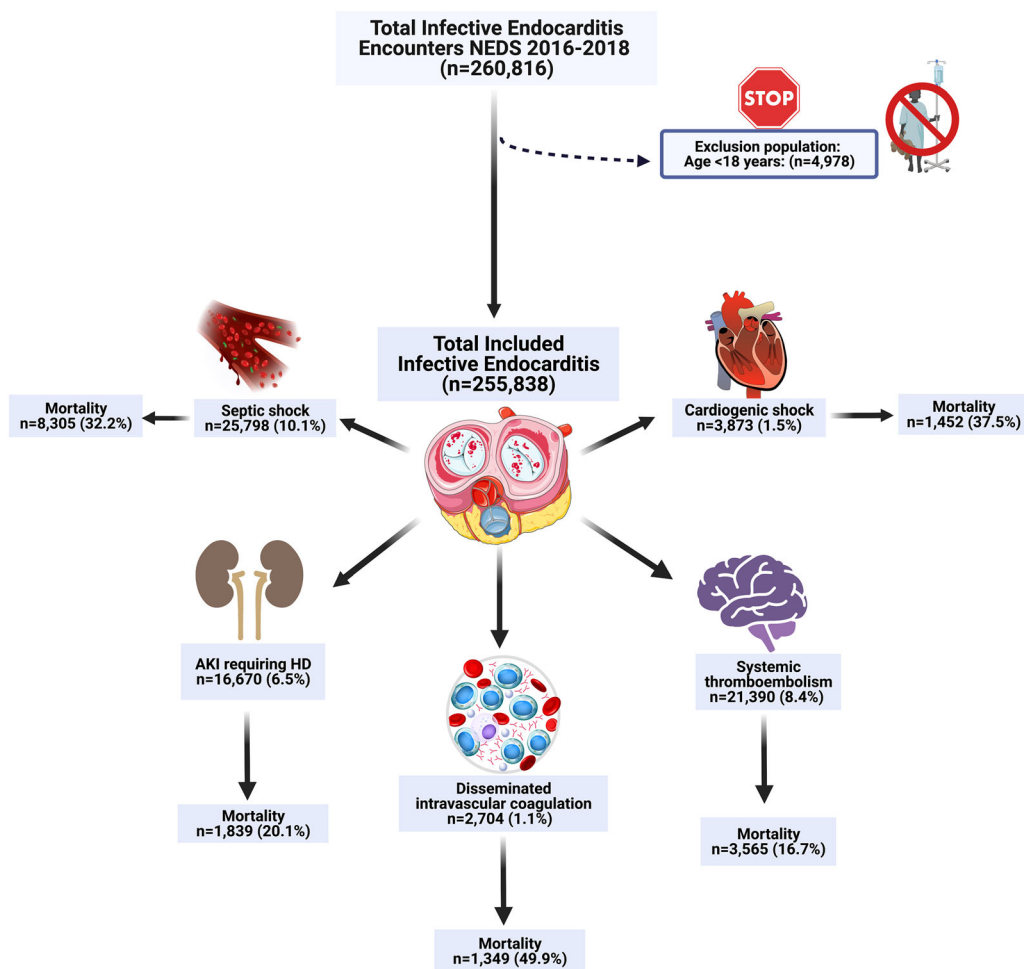 Total Infective Endocarditis
Encounters NEDS 2016-2018
(n=260,816)
STOP
Exclusion population:
Age <18 years: (n=4,978)
Total Included
Infective Endocarditis
(n=255,838)
Mortality
n=8,305 (32.2%)
Septic shock
n=25,798 (10.1%)
Cardiogenic shock
n=3,873 (1.5%)
Mortality
n=1,452 (37.5%)
AKI requiring HD
n=16,670 (6.5%)
Systemic
thromboembolism
n=21,390 (8.4%)
Disseminated
intravascular coagulation
n=2,704 (1.1%)
Mortality
n=1,839 (20.1%)
Mortality
n=3,565 (16.7%)
Mortality
n=1,349 (49.9%)